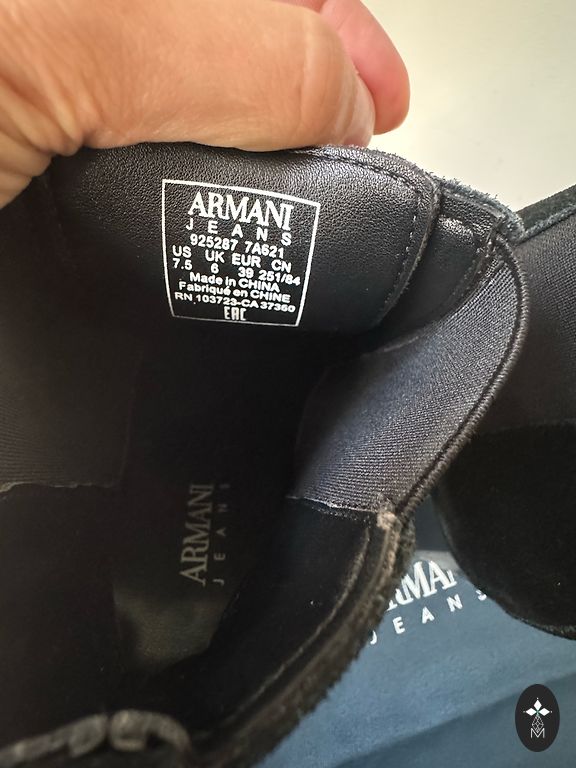 ARMANI
JEANS
925287 7A621
US UK EUR CN
7.5 6 39 251/84
Made in CHINA
Fabriqué en CHINE
RN 103723-CA 37360
EAC
ARMANI
JEANS
JEANS
M